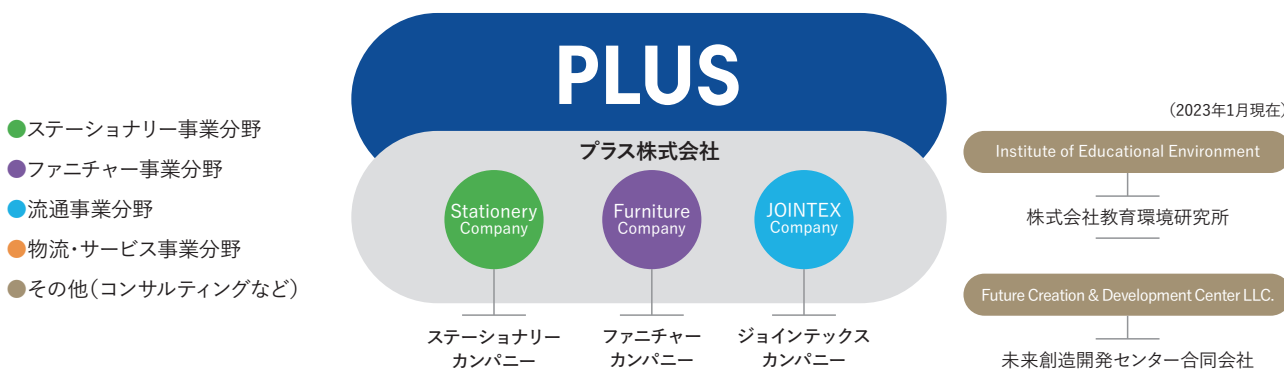 PLUS
プラス株式会社
●ステーショナリー事業分野
●ファニチャー事業分野
●流通事業分野
●物流・サービス事業分野
●その他（コンサルティングなど）
Stationery
Company
ステーショナリー
カンパニー
Furniture
Company
ファニチャー
カンパニー
JOINTEX
Company
ジョインテックス
カンパニー
（2023年1月現在）
Institute of Educational Environment
株式会社教育環境研究所
Future Creation & Development Center LLC.
未来創造開発センター合同会社